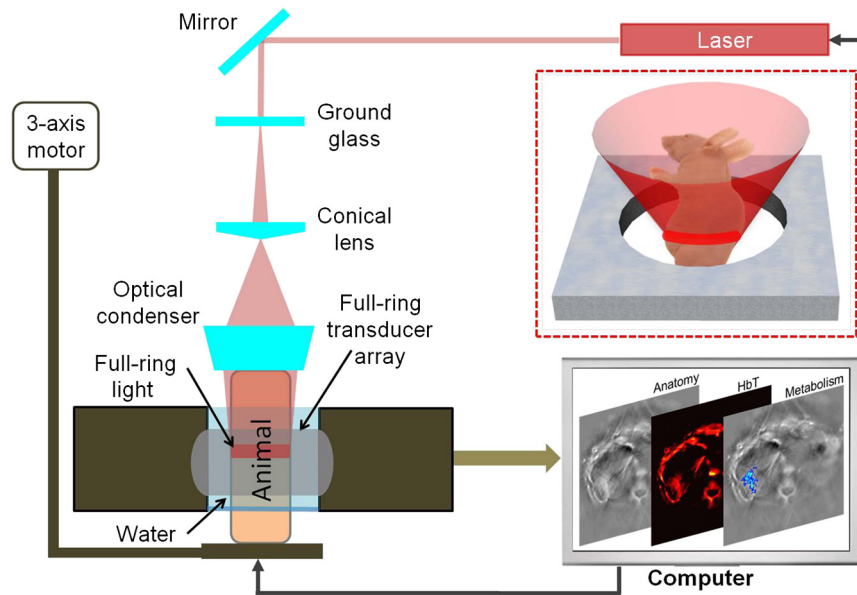 Mirror
Laser
3-axis
motor
Ground
glass
Conical
lens
Optical
condenser
Full-ring
transducer
array
Full-ring
light
Animal
Water
Anatomy
HbT
Metabolism
Computer